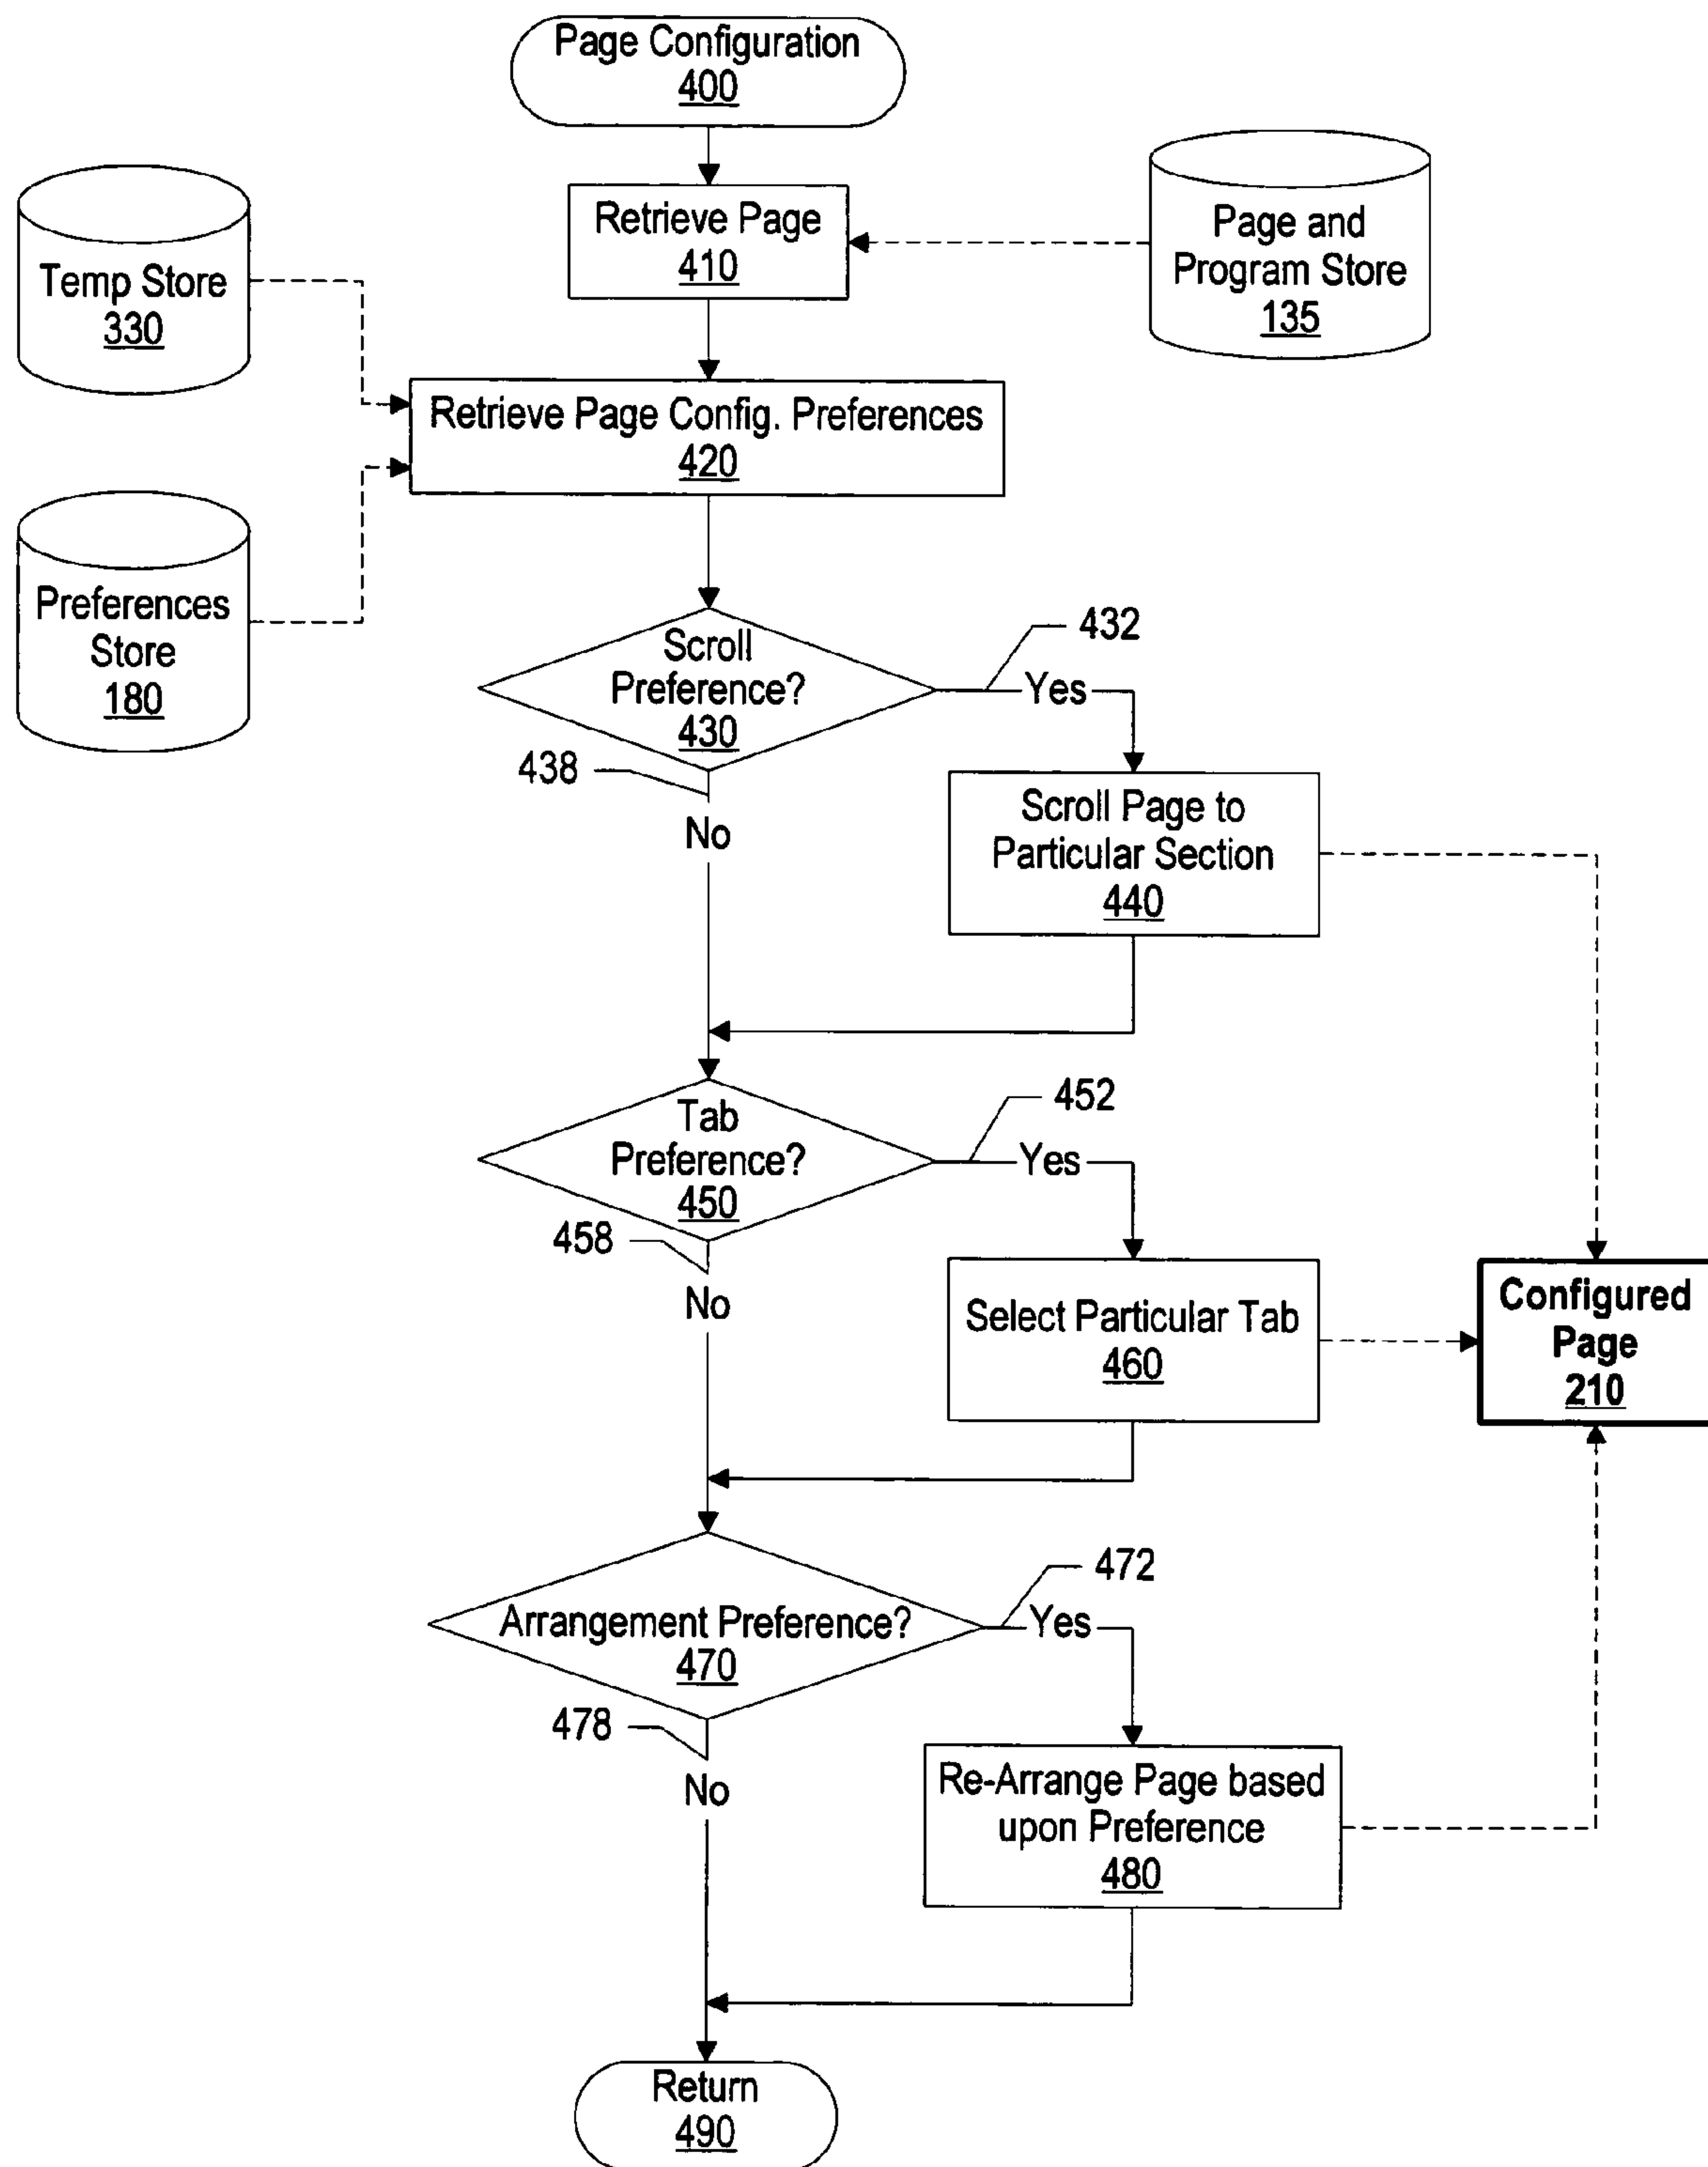 Page Configuration
400
Retrieve Page
410
Page and
Program Store
135
Temp Store
330
Retrieve Page Config. Preferences
420
Preferences
Store
180
Scroll
Preference?
430
432
Yes
438
No
Scroll Page to
Particular Section
440
Tab
Preference?
450
452
Yes
458
No
Select Particular Tab
460
Configured
Page
210
Arrangement Preference?
470
472
Yes
478
No
Re-Arrange Page based
upon Preference
480
Return
490